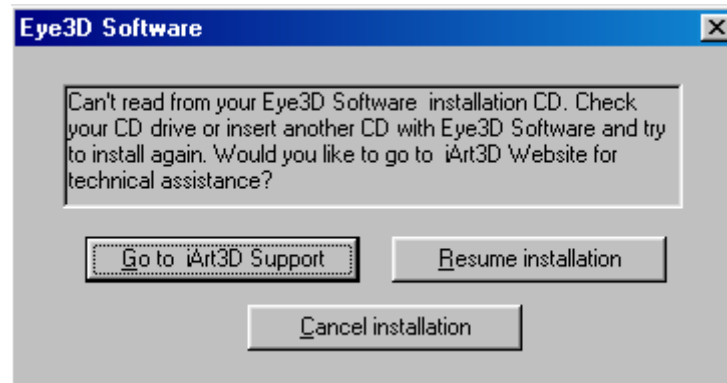 Eye3D Software
Can't read from your Eye3D Software installation CD. Check
your CD drive or insert another CD with Eye3D Software and try
to install again. Would you like to go to iArt3D Website for
technical assistance?
Go to iArt3D Support
Resume installation
Cancel installation